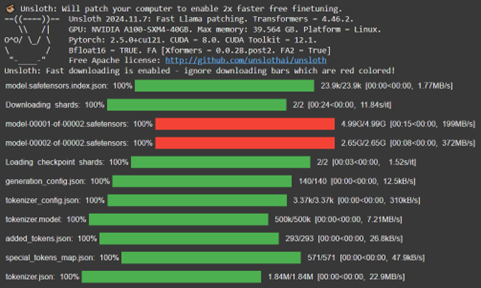 🦥 Unsloth: Will patch your computer to enable 2x faster free finetuning.
==((====))== Unsloth 2024.11.7: Fast Llama patching. Transformers = 4.46.2.
\\ /| GPU: NVIDIA A100-SXM4-40GB. Max memory: 39.564 GB. Platform = Linux.
O^O/ \_/ \ Pytorch: 2.5.0+cu121. CUDA = 8.0. CUDA Toolkit = 12.1.
\ / Bfloat16 = TRUE. FA [Xformers = 0.0.28.post2. FA2 = True]
"-____-" Free Apache license: http://github.com/unslothai/unsloth
Unsloth: Fast downloading is enabled - ignore downloading bars which are red colored!
model.safetensors.index.json: 100% 23.9k/23.9k [00:00<00:00, 1.77MB/s]
Downloading shards: 100% 2/2 [00:24<00:00, 11.84s/it]
model-00001-of-00002.safetensors: 100% 4.99G/4.99G [00:15<00:00, 199MB/s]
model-00002-of-00002.safetensors: 100% 2.65G/2.65G [00:08<00:00, 372MB/s]
Loading checkpoint shards: 100% 2/2 [00:03<00:00, 1.52s/it]
generation_config.json: 100% 140/140 [00:00<00:00, 12.5kB/s]
tokenizer_config.json: 100% 3.37k/3.37k [00:00<00:00, 310kB/s]
tokenizer.model: 100% 500k/500k [00:00<00:00, 7.21MB/s]
added_tokens.json: 100% 293/293 [00:00<00:00, 26.8kB/s]
special_tokens_map.json: 100% 571/571 [00:00<00:00, 47.9kB/s]
tokenizer.json: 100% 1.84M/1.84M [00:00<00:00, 22.9MB/s]